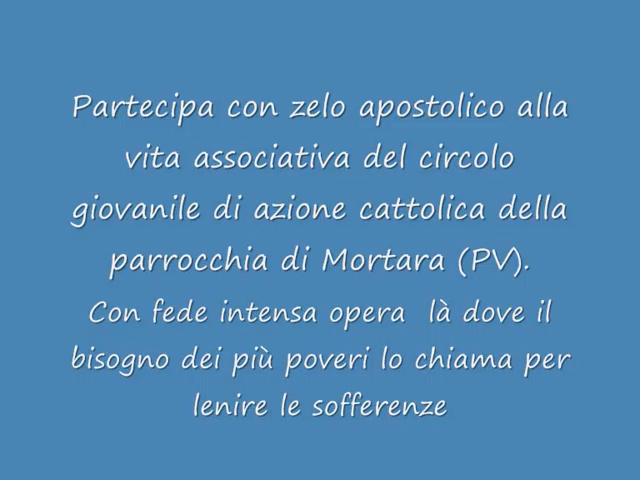 Partecipa con zelo apostolico alla
vita associativa del circolo
giovanile di azione cattolica della
parrocchia di Mortara (PV).
Con fede intensa opera là dove il
bisogno dei più poveri lo chiama per
lenire le sofferenze